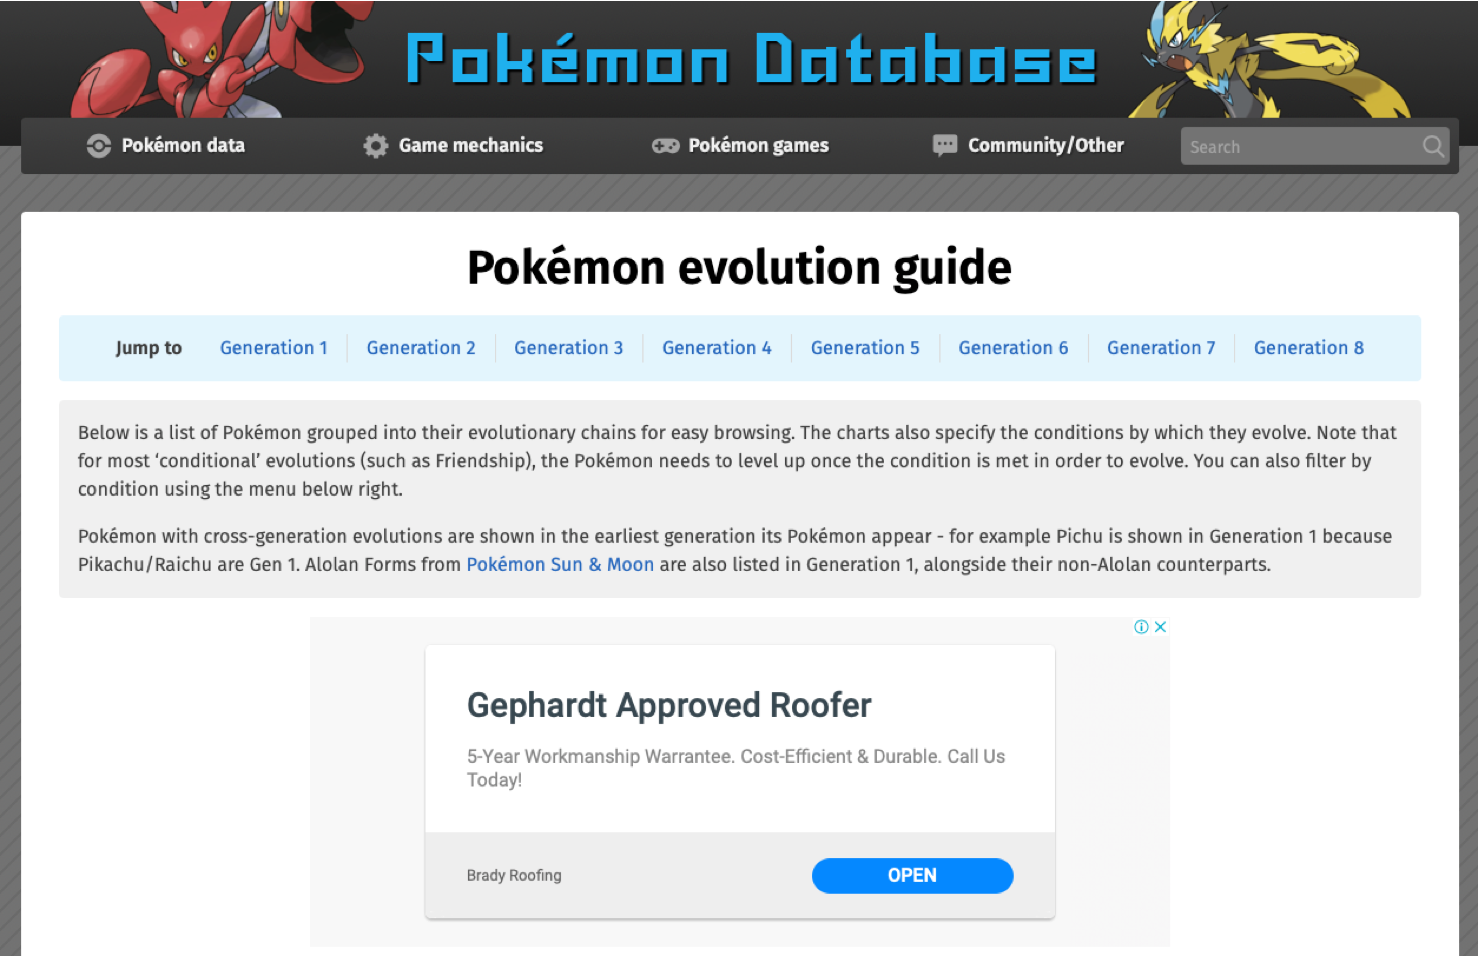 Pokémon Database
Pokémon data
Game mechanics
Pokémon games
Community/Other
Search
Pokémon evolution guide
Jump to
Generation 1
Generation 2
Generation 3
Generation 4
Generation 5
Generation 6
Generation 7
Generation 8
Below is a list of Pokémon grouped into their evolutionary chains for easy browsing. The charts also specify the conditions by which they evolve. Note that
for most ‘conditional’ evolutions (such as Friendship), the Pokémon needs to level up once the condition is met in order to evolve. You can also filter by
condition using the menu below right.
Pokémon with cross-generation evolutions are shown in the earliest generation its Pokémon appear - for example Pichu is shown in Generation 1 because
Pikachu/Raichu are Gen 1. Alolan Forms from Pokémon Sun & Moon are also listed in Generation 1, alongside their non-Alolan counterparts.
Gephardt Approved Roofer
5-Year Workmanship Warrantee. Cost-Efficient & Durable. Call Us
Today!
Brady Roofing
OPEN